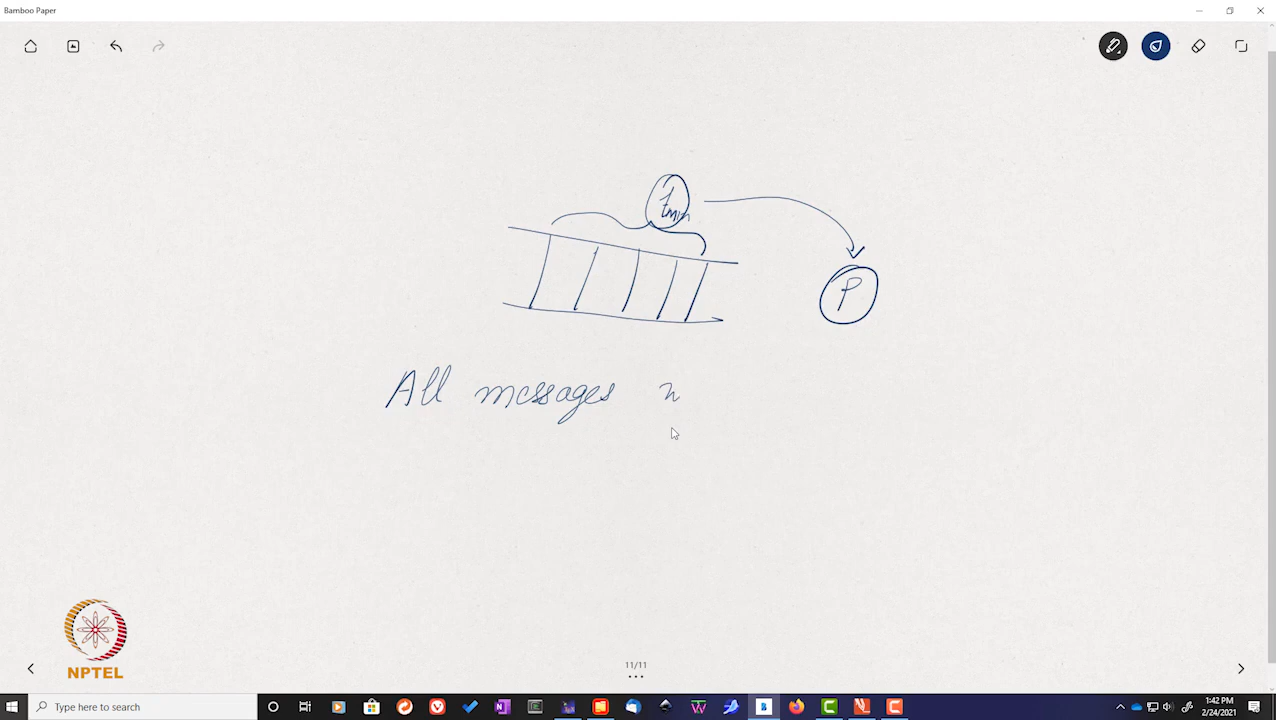 Bamboo Paper
tmin
P
All messages
NPTEL
11/11
Type here to search
1:42 PM
2/24/2021